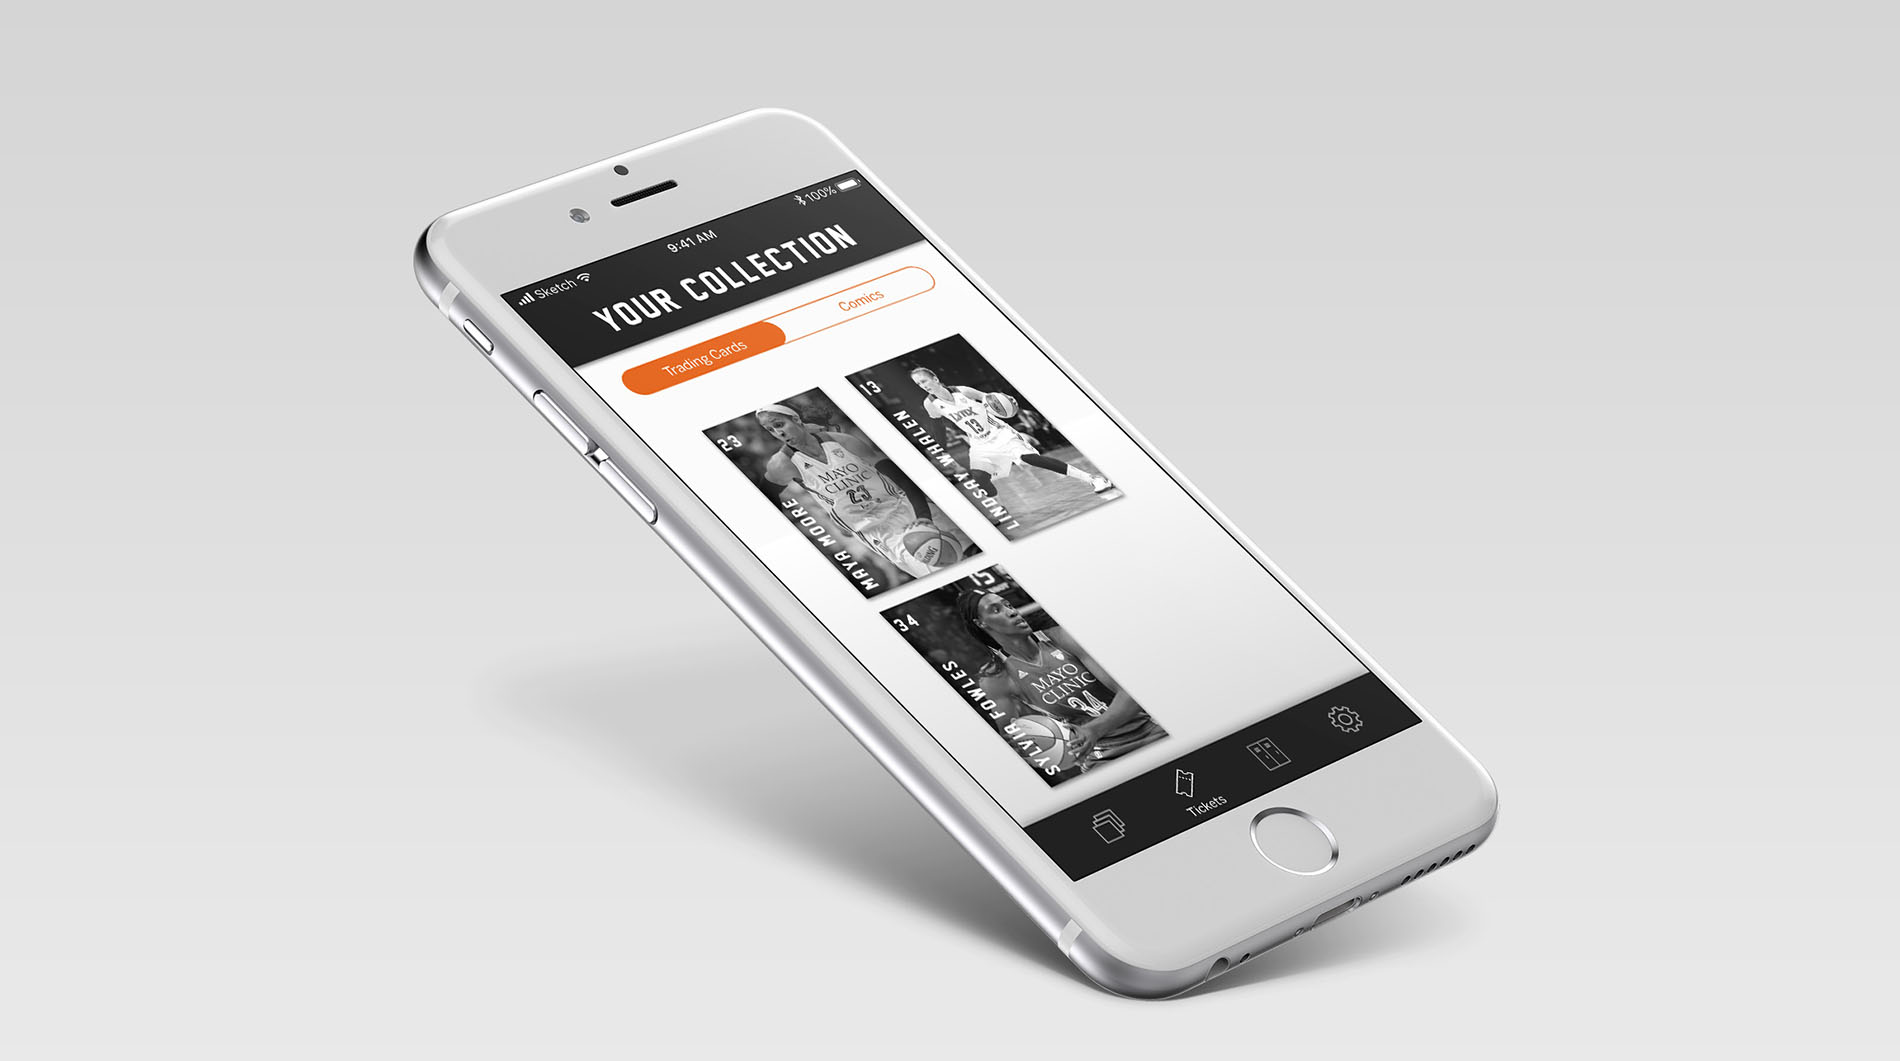 Sketch
9:41 AM
100%
YOUR COLLECTION
Trading Cards
Comics
23
MAYA MOORE
MAYO
CLINIC
23
13
LINDSAY WHALEN
LYNX
13
34
SYLVIA FOWLES
MAYO
CLINIC
34
Tickets